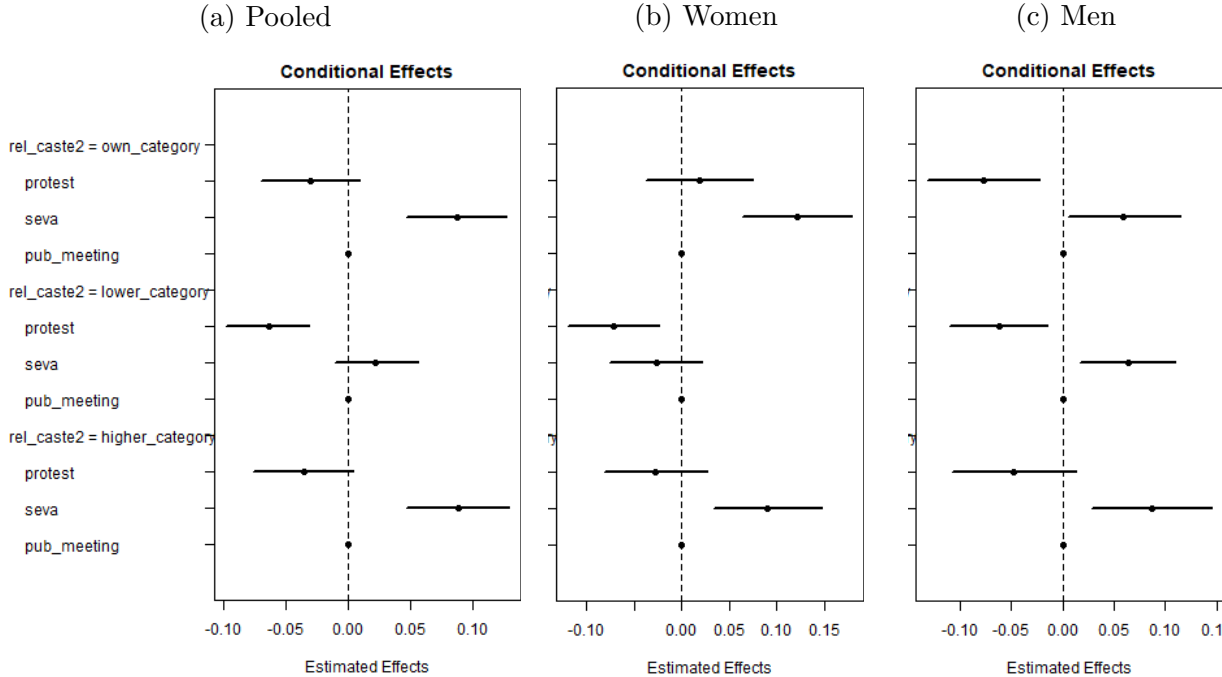 (a) Pooled
(b) Women
(c) Men
Conditional Effects
Conditional Effects
Conditional Effects
rel_caste2 = own_category
protest
seva
pub_meeting
rel_caste2 = lower_category
protest
seva
pub_meeting
rel_caste2 = higher_category
protest
seva
pub_meeting
-0.10 -0.05 0.00 0.05 0.10
-0.10 0.00 0.05 0.10 0.15
-0.10 0.00 0.05 0.10
Estimated Effects
Estimated Effects
Estimated Effects